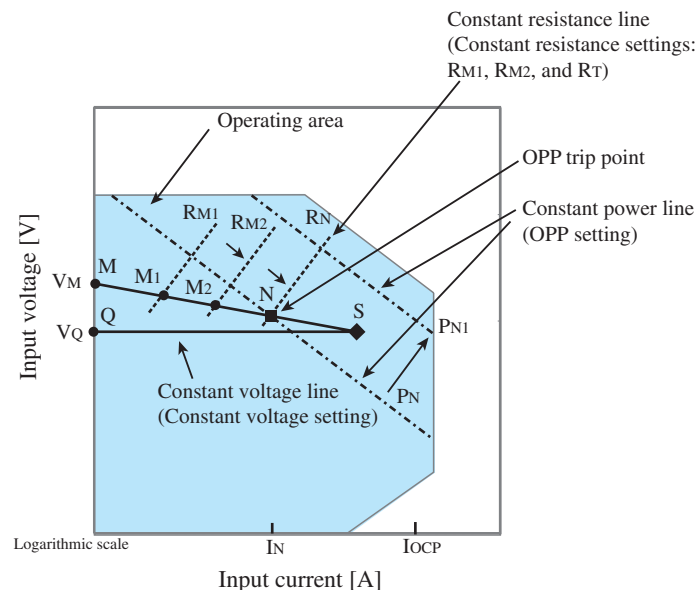 Constant resistance line
(Constant resistance settings:
RM1, RM2, and RT)
Operating area
OPP trip point
RM1
RM2
RN
Constant power line
(OPP setting)
Input voltage [V]
VM
M
M1
M2
N
S
PN1
VQ
Q
Constant voltage line
(Constant voltage setting)
PN
Logarithmic scale
IN
IOCP
Input current [A]